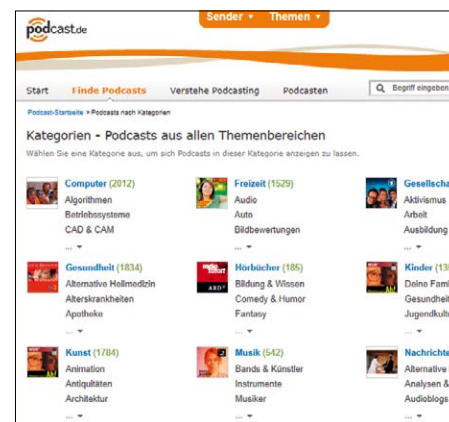 podcast.de
Sender Themen
Start Finde Podcasts Verstehe Podcasting Podcasten Begriff eingeben
Podcast-Startseite » Podcasts nach Kategorien
Kategorien - Podcasts aus allen Themenbereichen
Wählen Sie eine Kategorie aus, um sich Podcasts in dieser Kategorie anzeigen zu lassen.
Computer (2012)
Algorithmen
Betriebssysteme
CAD & CAM
...
Freizeit (1529)
Audio
Auto
Bildbewertungen
...
Gesellscha
Aktivismus
Arbeit
Ausbildung
...
Gesundheit (1834)
Alternative Heilmedizin
Alterskrankheiten
Apotheke
...
Hörbücher (185)
Bildung & Wissen
Comedy & Humor
Fantasy
...
Kinder (13
Deine Fami
Gesundheit
Jugendkultu
...
Kunst (1784)
Animation
Antiquitäten
Architektur
...
Musik (542)
Bands & Künstler
Instrumente
Musiker
...
Nachrichte
Alternative
Analysen &
Audioblogs
...